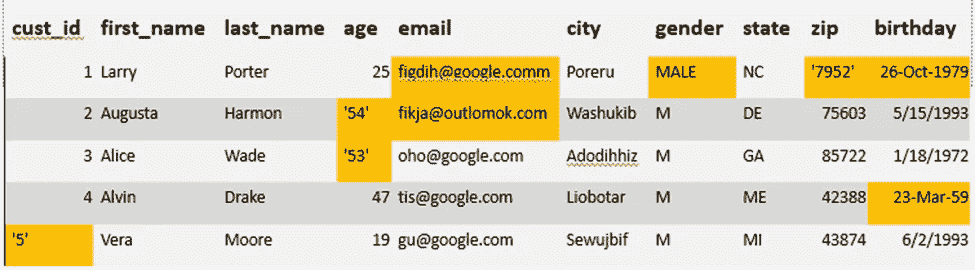 cust_id first_name last_name age email city gender state zip birthday
1 Larry Porter 25 figdih@google.comm Poreru MALE NC '7952' 26-Oct-1979
2 Augusta Harmon '54' fikja@outlomok.com Washukib M DE 75603 5/15/1993
3 Alice Wade '53' oho@google.com Adodihhiz M GA 85722 1/18/1972
4 Alvin Drake 47 tis@google.com Liobotar M ME 42388 23-Mar-59
'5' Vera Moore 19 gu@google.com Sewujbif M MI 43874 6/2/1993